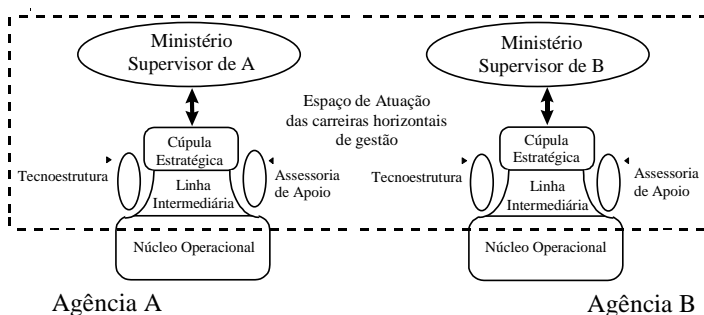 Ministério
Supervisor de A
Ministério
Supervisor de B
Espaço de Atuação
das carreiras horizontais
de gestão
Cúpula
Estratégica
Tecnoestrutura
Linha
Intermediária
Assessoria
de Apoio
Núcleo Operacional
Cúpula
Estratégica
Tecnoestrutura
Linha
Intermediária
Assessoria
de Apoio
Núcleo Operacional
Agência A
Agência B